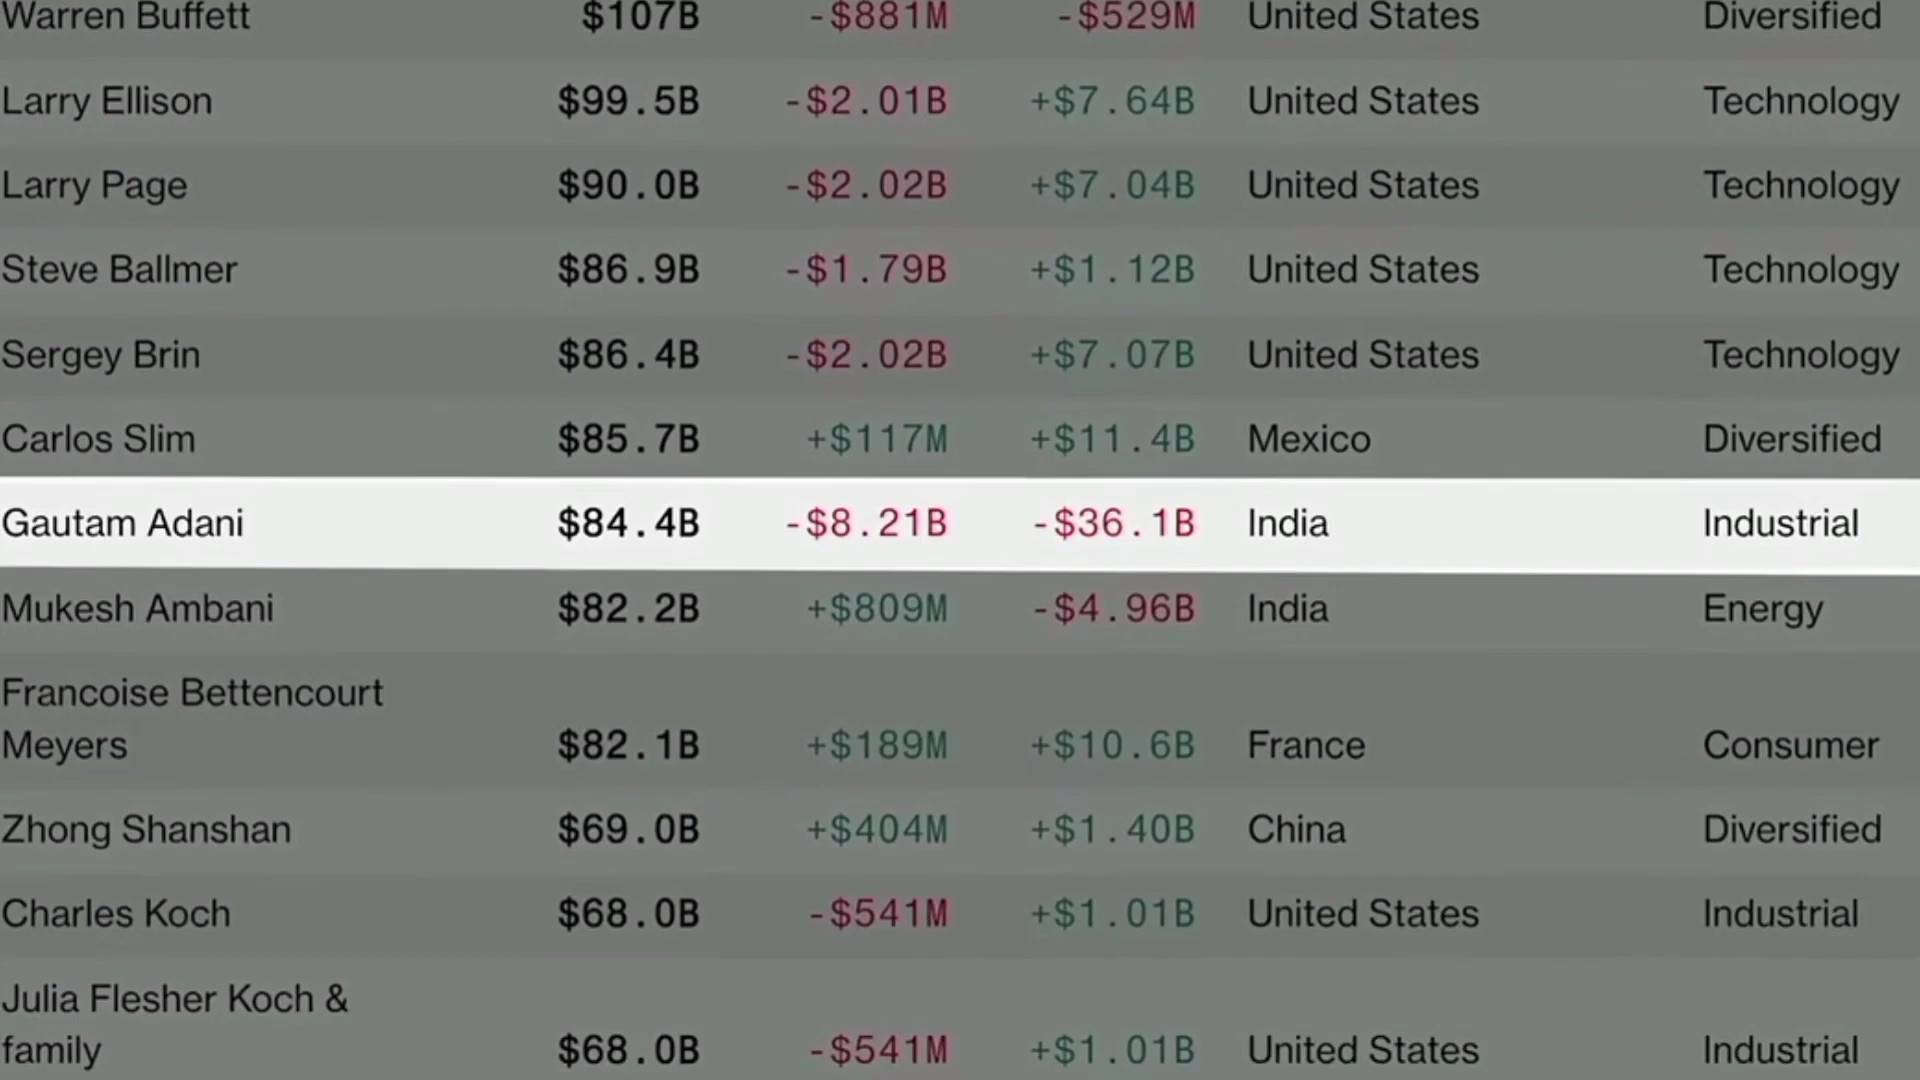 Warren Buffett $107B -$881M -$529M United States Diversified
Larry Ellison $99.5B -$2.01B +$7.64B United States Technology
Larry Page $90.0B -$2.02B +$7.04B United States Technology
Steve Ballmer $86.9B -$1.79B +$1.12B United States Technology
Sergey Brin $86.4B -$2.02B +$7.07B United States Technology
Carlos Slim $85.7B +$117M +$11.4B Mexico Diversified
Gautam Adani $84.4B -$8.21B -$36.1B India Industrial
Mukesh Ambani $82.2B +$809M -$4.96B India Energy
Francoise Bettencourt
Meyers $82.1B +$189M +$10.6B France Consumer
Zhong Shanshan $69.0B +$404M +$1.40B China Diversified
Charles Koch $68.0B -$541M +$1.01B United States Industrial
Julia Flesher Koch &
family $68.0B -$541M +$1.01B United States Industrial